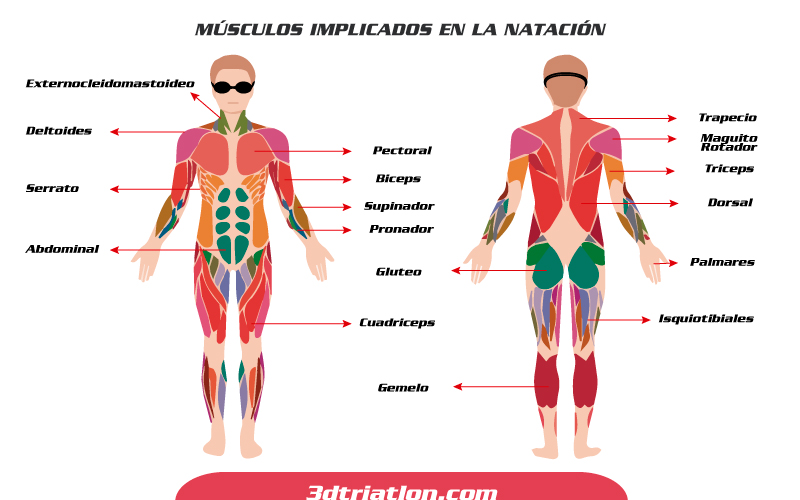 MÚSCULOS IMPLICADOS EN LA NATACIÓN
Externocleidomastoideo
Deltoides
Serrato
Abdominal
Pectoral
Biceps
Supinador
Pronador
Gluteo
Cuadriceps
Gemelo
Trapecio
Maguito
Rotador
Triceps
Dorsal
Palmares
Isquiotibiales
3dtriatlon.com